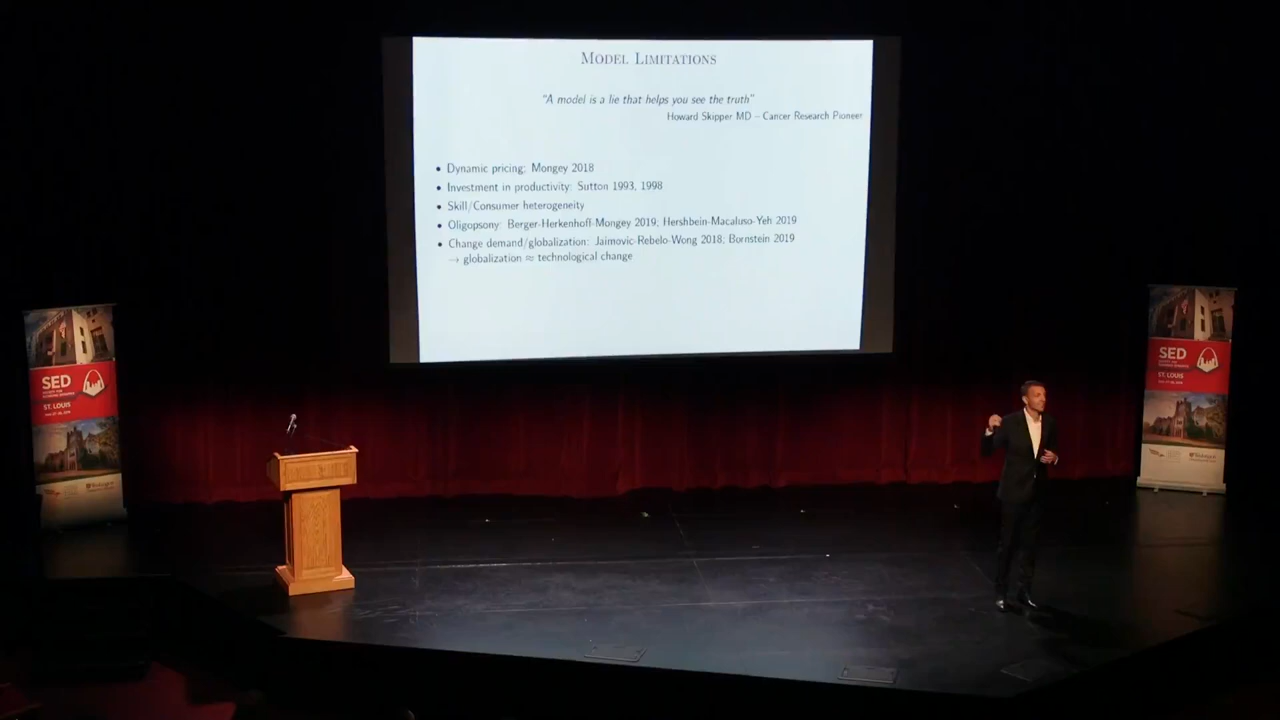 MODEL LIMITATIONS
"A model is a lie that helps you see the truth"
Howard Skipper MD – Cancer Research Pioneer
• Dynamic pricing: Mongey 2018
• Investment in productivity: Sutton 1993, 1998
• Skill/Consumer heterogeneity
• Oligopsony: Berger-Herkenhoff-Mongey 2019, Hershbein-Macaluso-Yeh 2019
• Change demand/globalization: Jaimovic-Rebelo-Wong 2018; Bornstein 2019
→ globalization ≈ technological change
SED
ST. LOUIS
SED
ST. LOUIS